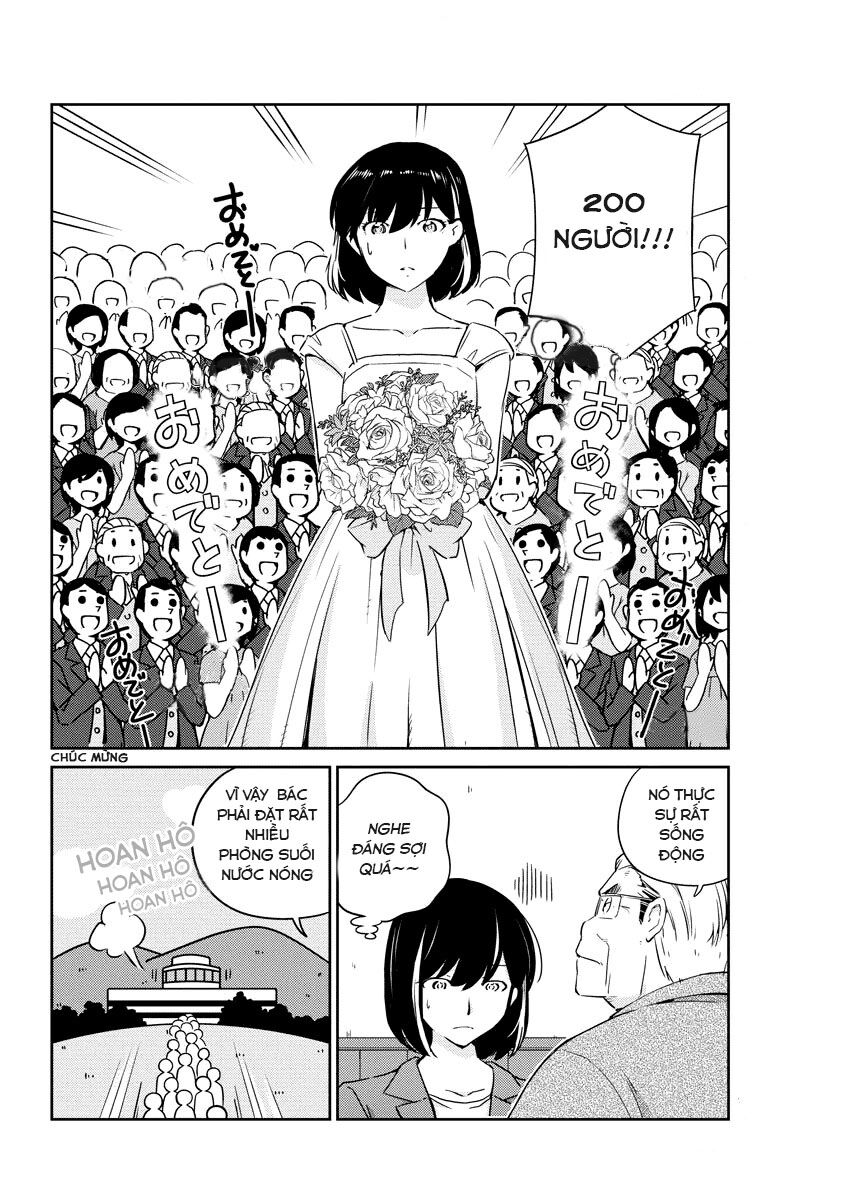 200
NGƯỜI!!!
おめでとー
おめでとー
おめでとー
おめでとー
おめでとー
CHÚC MỪNG
NÓ THỰC
SỰ RẤT
SỐNG
ĐỘNG
NGHE
ĐÁNG SỢI
QUÁ~~
VÌ VẬY BÁC
PHẢI ĐẶT RẤT
NHIỀU
PHÒNG SUỐI
NƯỚC NÓNG
HOAN HÔ
HOAN HÔ
HOAN HÔ